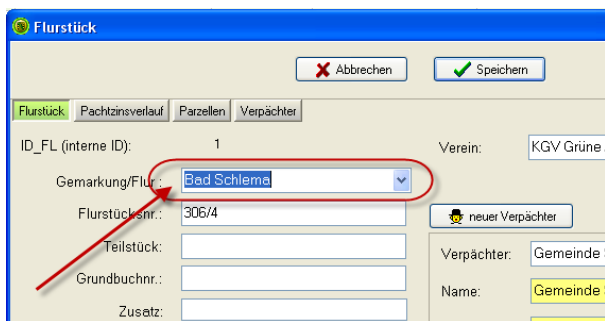 Flurstück
Abbrechen
Speichern
Flurstück Pachtzinsverlauf Parzellen Verpächter
ID_FL (interne ID): 1
Verein: KGV Grüne
Gemarkung/Flur.: Bad Schlema
Flurstücksnr.: 306/4
neuer Verpächter
Teilstück:
Verpächter: Gemeinde S
Grundbuchnr.:
Name: Gemeinde S
Zusatz: